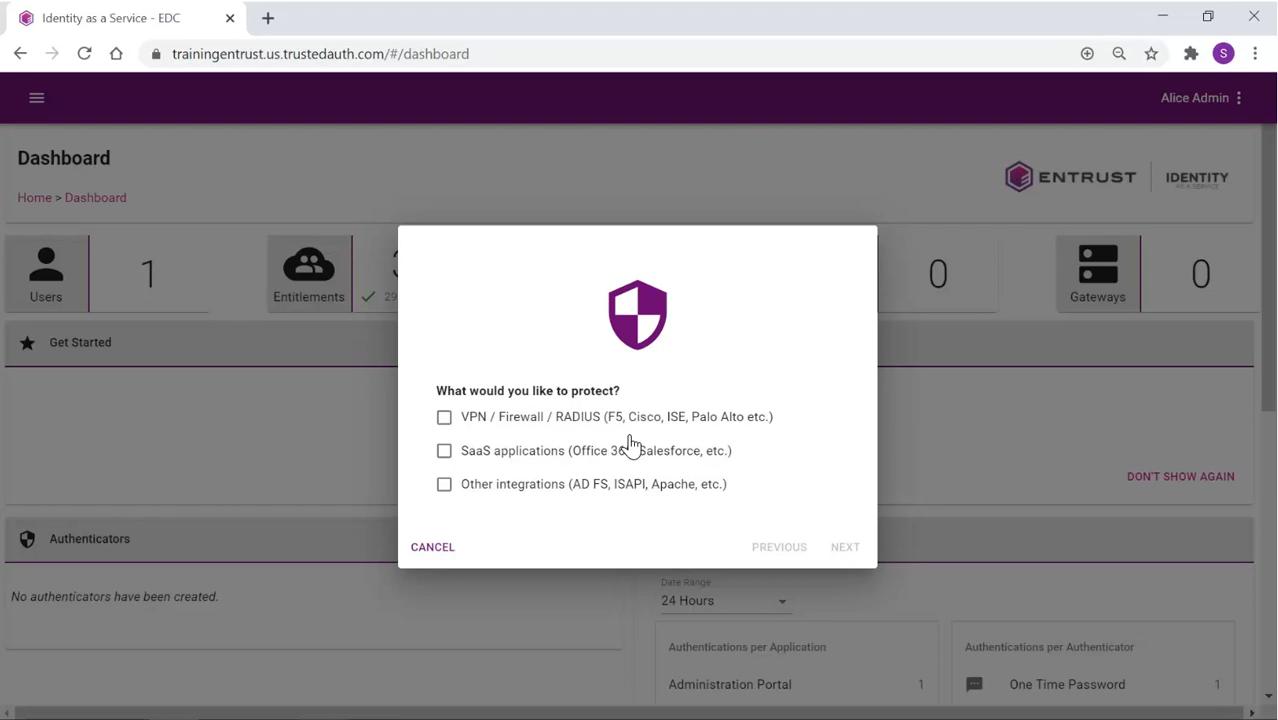 Identity as a Service - EDC
trainingentrust.us.trustedauth.com/#/dashboard
S
Alice Admin
Dashboard
Home > Dashboard
ENTRUST
IDENTITY
AS A SERVICE
Users
1
Entitlements
29
0
Gateways
1
Get Started
What would you like to protect?
VPN / Firewall / RADIUS (F5, Cisco, ISE, Palo Alto etc.)
SaaS applications (Office 36 Salesforce, etc.)
Other integrations (AD FS, ISAPI, Apache, etc.)
DON'T SHOW AGAIN
CANCEL
PREVIOUS
NEXT
Authenticators
No authenticators have been created.
Date Range
24 Hours
Authentications per Application
Administration Portal
1
Authentications per Authenticator
One Time Password
1